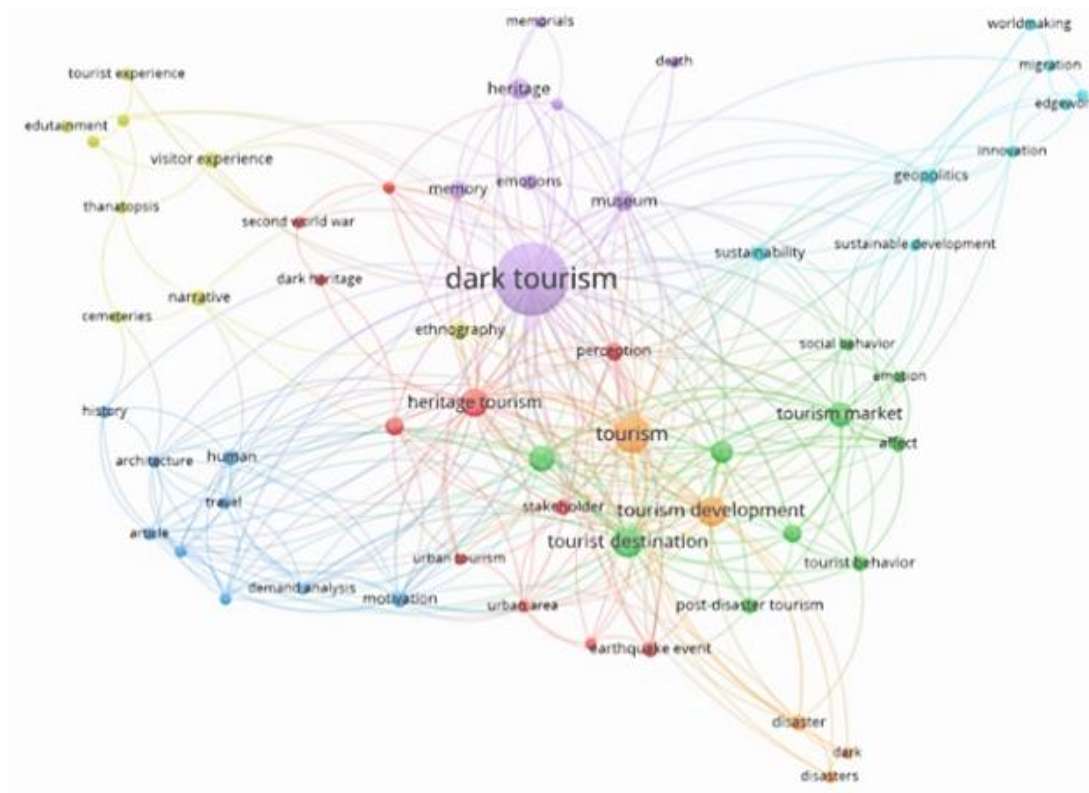 memorials
worldmaking
death
migration
tourist experience
heritage
edutainment
innovation
visitor experience
geopolitics
memory
emotions
museum
thanatopsis
second world war
sustainability
sustainable development
dark heritage
dark tourism
narrative
cemeteries
ethnography
perception
social behavior
emotion
history
heritage tourism
tourism
tourism market
affect
architecture
human
travel
stakeholder
tourism development
article
tourist destination
urban tourism
tourist behavior
demand analysis
motivation
urban area
post-disaster tourism
earthquake event
disaster
dark
disasters